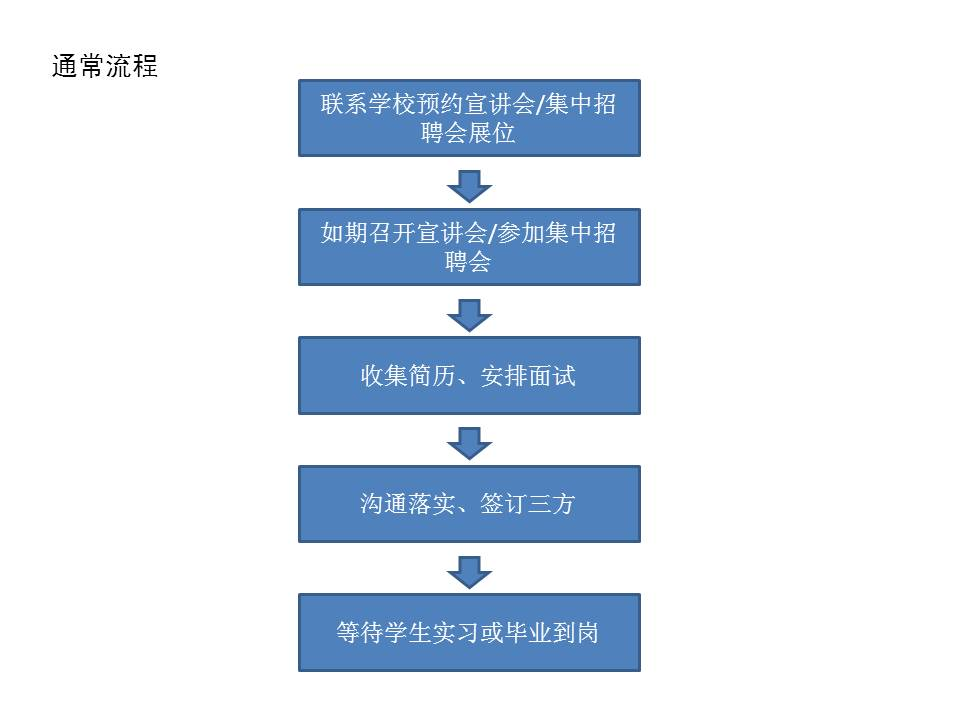 通常流程
联系学校预约宣讲会/集中招
聘会展位
如期召开宣讲会/参加集中招
聘会
收集简历、安排面试
沟通落实、签订三方
等待学生实习或毕业到岗